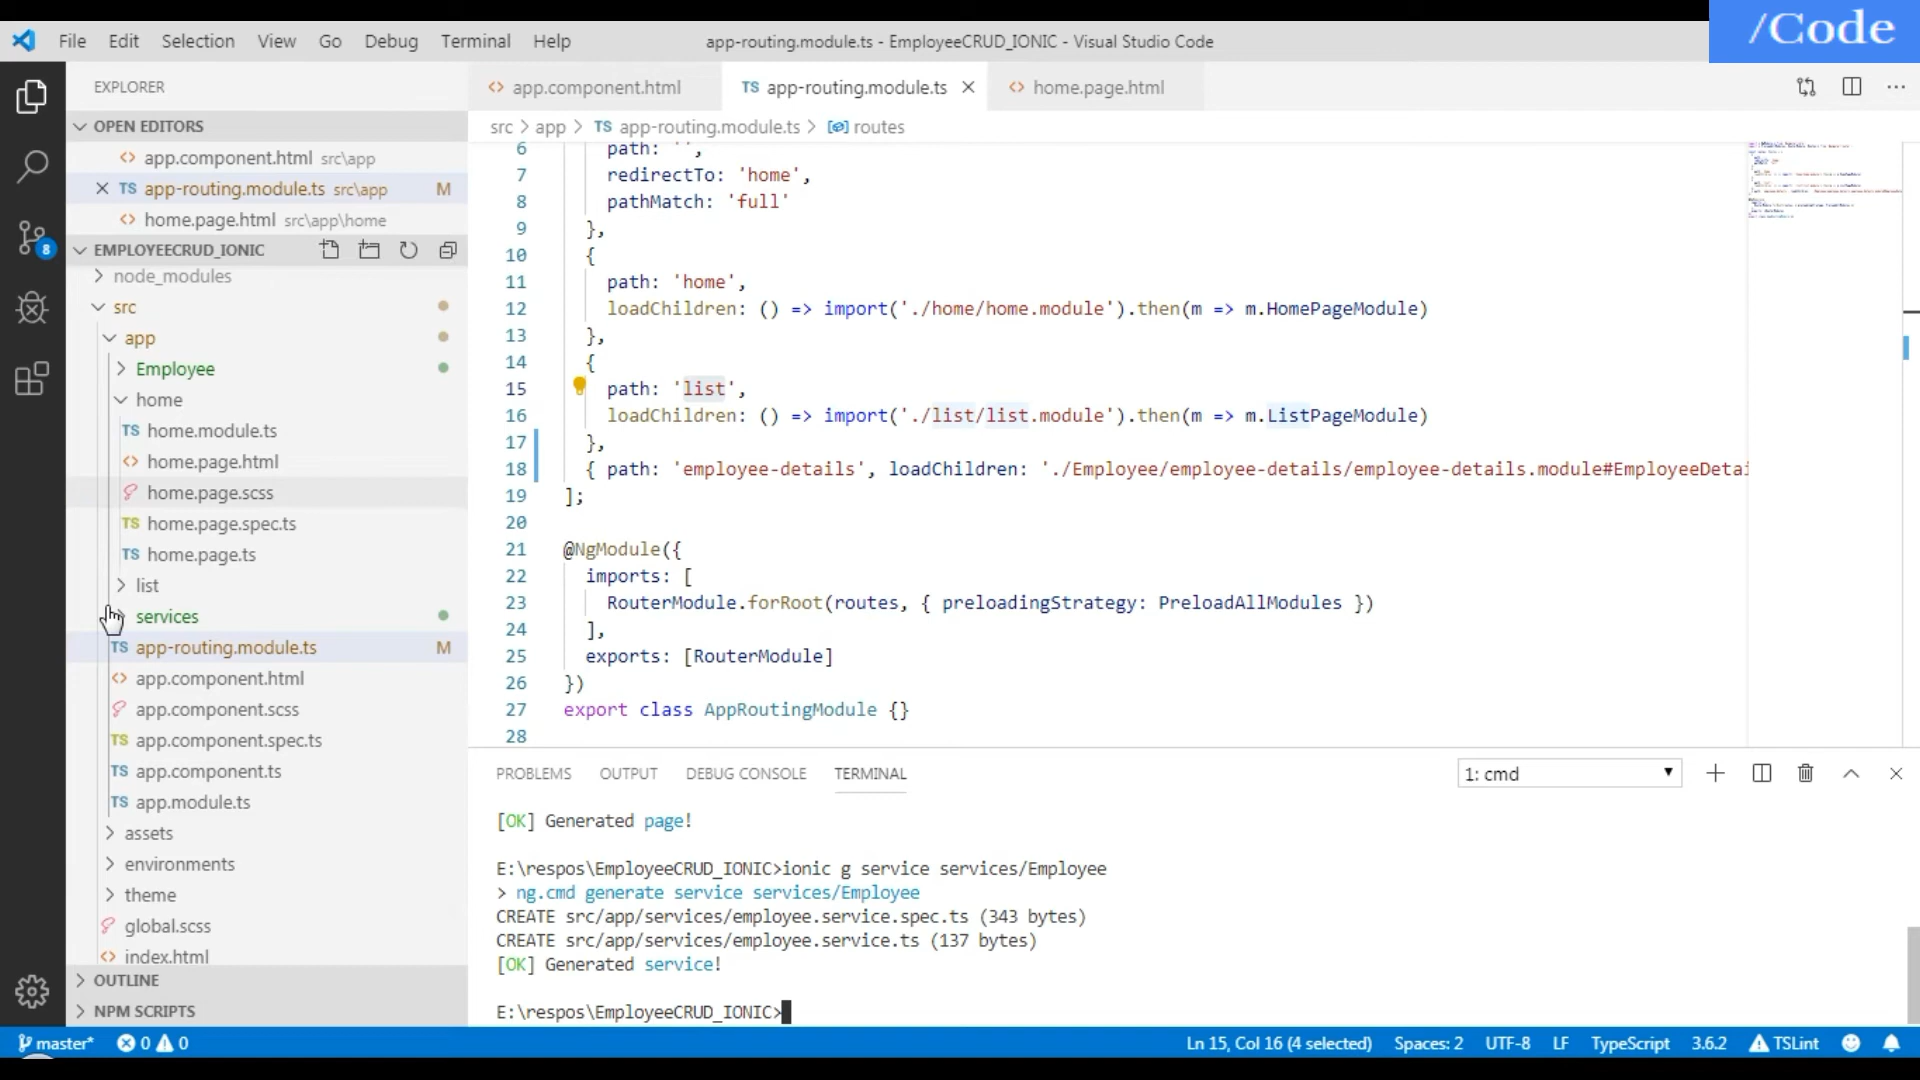 /Code
File Edit Selection View Go Debug Terminal Help
app-routing.module.ts - EmployeeCRUD_IONIC - Visual Studio Code
EXPLORER
OPEN EDITORS
app.component.html src\app
app-routing.module.ts src\app M
home.page.html src\app\home
EMPLOYEECRUD_IONIC
node_modules
src
app
Employee
home
TS home.module.ts
home.page.html
home.page.scss
TS home.page.spec.ts
TS home.page.ts
list
services
TS app-routing.module.ts M
app.component.html
app.component.scss
TS app.component.spec.ts
TS app.component.ts
TS app.module.ts
assets
environments
theme
global.scss
index.html
OUTLINE
NPM SCRIPTS
8
app.component.html TS app-routing.module.ts home.page.html
src > app > TS app-routing.module.ts > routes
6 path: '',
7 redirectTo: 'home',
8 pathMatch: 'full'
9 },
10 {
11 path: 'home',
12 loadChildren: () => import('./home/home.module').then(m => m.HomePageModule)
13 },
14 {
15 path: 'list',
16 loadChildren: () => import('./list/list.module').then(m => m.ListPageModule)
17 },
18 { path: 'employee-details', loadChildren: './Employee/employee-details/employee-details.module#EmployeeDetai
19 ];
20
21 @NgModule({
22 imports: [
23 RouterModule.forRoot(routes, { preloadingStrategy: PreloadAllModules })
24 ],
25 exports: [RouterModule]
26 })
27 export class AppRoutingModule {}
28
PROBLEMS OUTPUT DEBUG CONSOLE TERMINAL 1: cmd
[OK] Generated page!
E:\respos\EmployeeCRUD_IONIC>ionic g service services/Employee
> ng.cmd generate service services/Employee
CREATE src/app/services/employee.service.spec.ts (343 bytes)
CREATE src/app/services/employee.service.ts (137 bytes)
[OK] Generated service!
E:\respos\EmployeeCRUD_IONIC>
master* 0 0 Ln 15, Col 16 (4 selected) Spaces: 2 UTF-8 LF TypeScript 3.6.2 TSLint